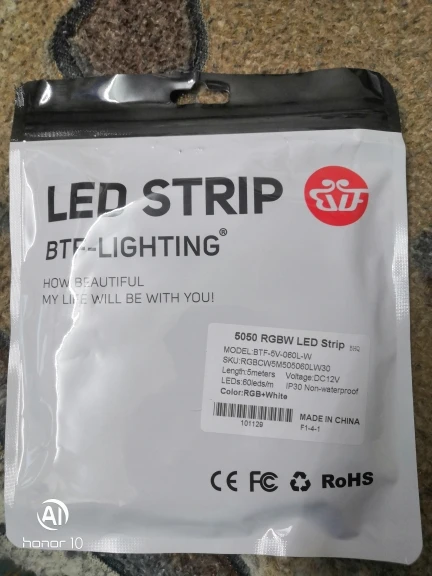 LED STRIP
BTF
BTF-LIGHTING®
HOW BEAUTIFUL
MY LIFE WILL BE WITH YOU!
5050 RGBW LED Strip
MODEL:BTF-5V-060L-W
SKU:RGBCW5M505060LW30
Length:5meters Voltage:DC12V
LEDs:60leds/m IP30 Non-waterproof
Color:RGB+White
101129
MADE IN CHINA
F1-4-1
CE FC RoHS
AI
honor 10